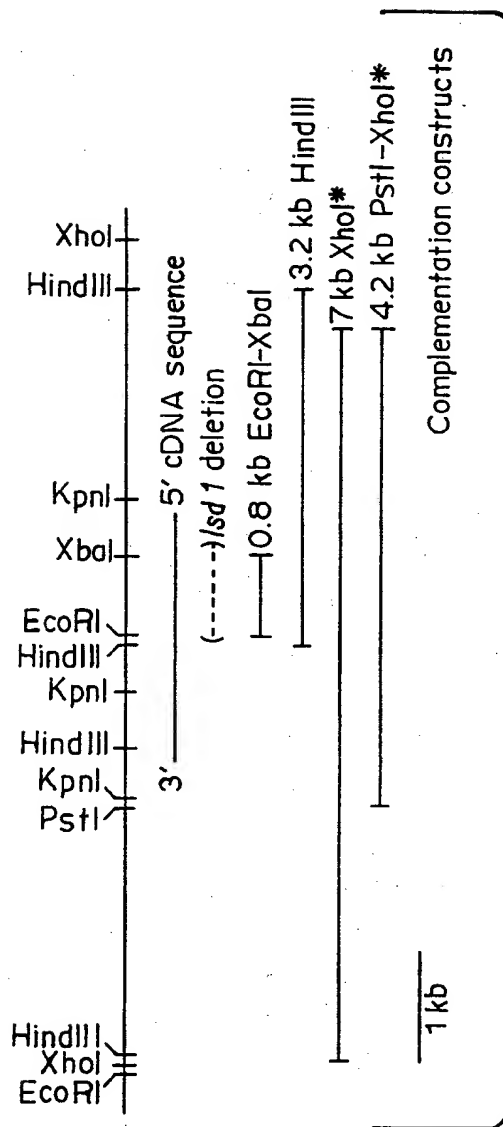 EcoRI
XhoI
HindIII
PstI
KpnI
HindIII
KpnI
HindIII
EcoRI
XbaI
KpnI
HindIII
XhoI
3' 5' cDNA sequence
(------)lsd 1 deletion
0.8 kb EcoRI-XbaI
3.2 kb HindIII
7 kb XhoI*
4.2 kb PstI-XhoI*
1 kb
Complementation constructs